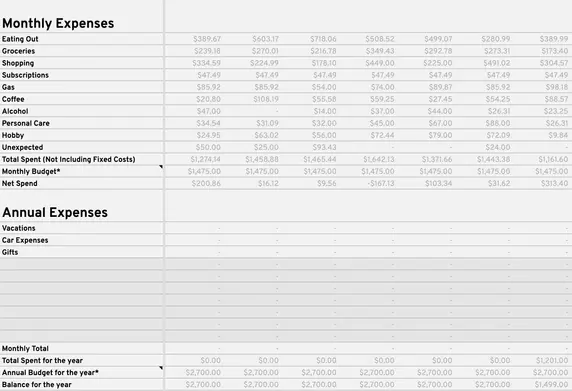 Monthly Expenses
Eating Out $389.67 $603.17 $718.06 $508.52 $499.07 $280.99 $389.99
Groceries $239.18 $270.01 $216.78 $349.43 $292.78 $273.31 $173.40
Shopping $334.59 $224.99 $178.10 $449.00 $225.00 $491.02 $304.57
Subscriptions $47.49 $47.49 $47.49 $47.49 $47.49 $47.49 $47.49
Gas $85.92 $85.92 $54.00 $74.00 $89.87 $85.92 $98.18
Coffee $20.80 $108.19 $55.58 $59.25 $27.45 $54.25 $58.57
Alcohol $47.00 - $14.00 $37.00 $44.00 $26.31 $23.25
Personal Care $34.54 $31.09 $32.00 $45.00 $67.00 $88.00 $26.31
Hobby $24.95 $63.02 $56.00 $72.44 $79.00 $72.09 $9.84
Unexpected $50.00 $25.00 $93.43 - - $24.00 -
Total Spent (Not Including Fixed Costs) $1,274.14 $1,458.88 $1,465.44 $1,642.13 $1,371.66 $1,443.38 $1,161.60
Monthly Budget* $1,475.00 $1,475.00 $1,475.00 $1,475.00 $1,475.00 $1,475.00 $1,475.00
Net Spend $200.86 $16.12 $9.56 -$167.13 $103.34 $31.62 $313.40
Annual Expenses
Vacations - - - - - - -
Car Expenses - - - - - - -
Gifts - - - - - - -
- - - - - - -
- - - - - - -
- - - - - - -
- - - - - - -
- - - - - - -
- - - - - - -
- - - - - - -
Monthly Total - - - - - - -
Total Spent for the year $0.00 $0.00 $0.00 $0.00 $0.00 $0.00 $1,201.00
Annual Budget for the year* $2,700.00 $2,700.00 $2,700.00 $2,700.00 $2,700.00 $2,700.00 $2,700.00
Balance for the year $2,700.00 $2,700.00 $2,700.00 $2,700.00 $2,700.00 $2,700.00 $1,499.00